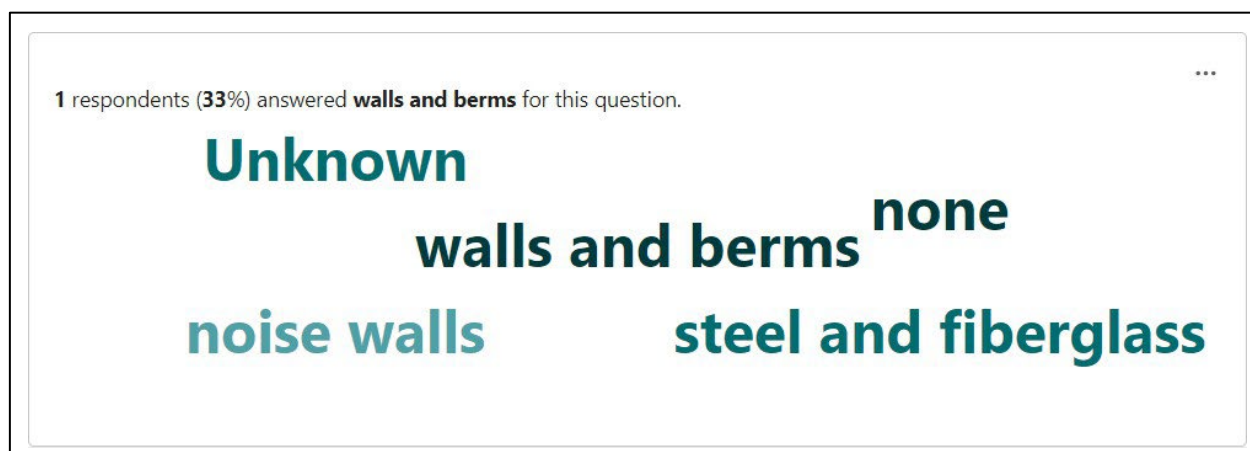 1 respondents (33%) answered walls and berms for this question.
Unknown
none
walls and berms
noise walls
steel and fiberglass